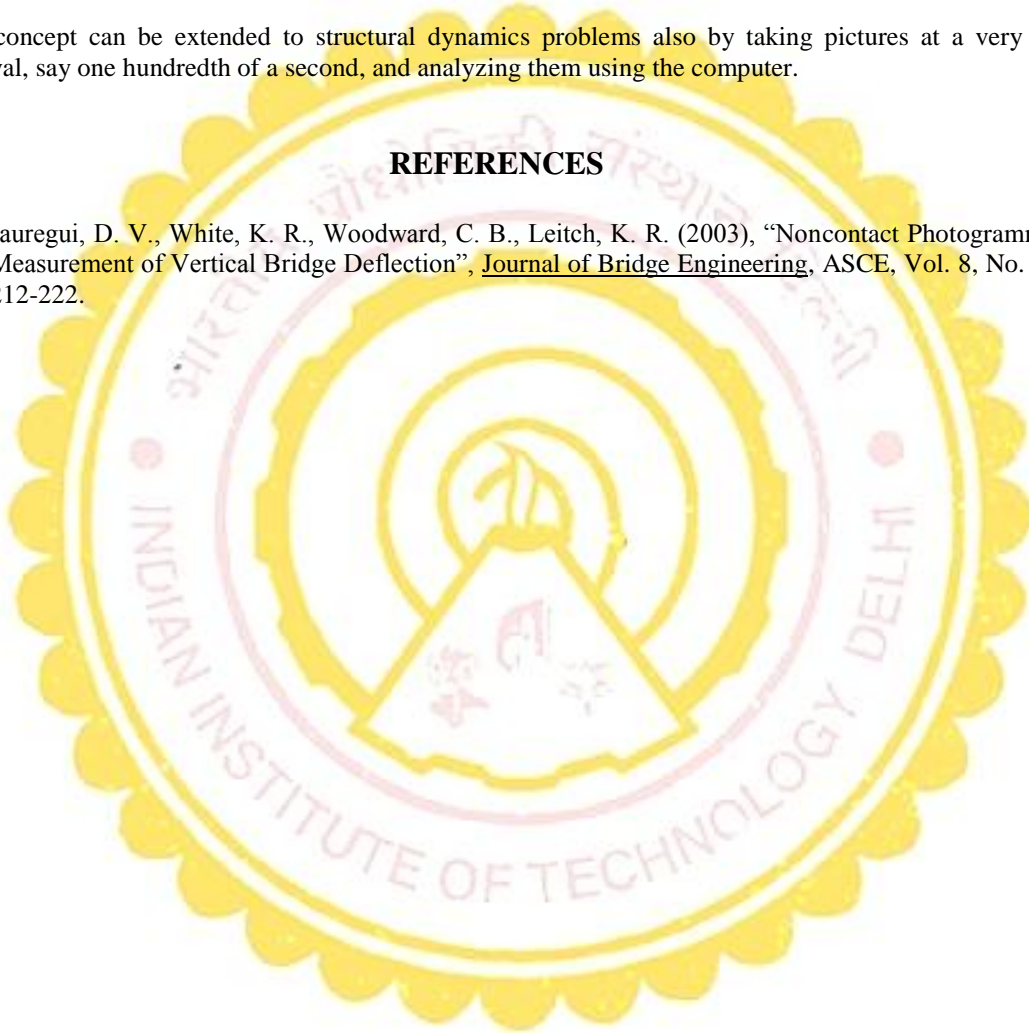 concept can be extended to structural dynamics problems also by taking pictures at a very
val, say one hundredth of a second, and analyzing them using the computer.
REFERENCES
auregui, D. V., White, K. R., Woodward, C. B., Leitch, K. R. (2003), “Noncontact Photogramm
Measurement of Vertical Bridge Deflection”, Journal of Bridge Engineering, ASCE, Vol. 8, No.
212-222.
भारतीय प्रौद्योगिकी संस्थान दिल्ली
INDIAN INSTITUTE OF TECHNOLOGY DELHI